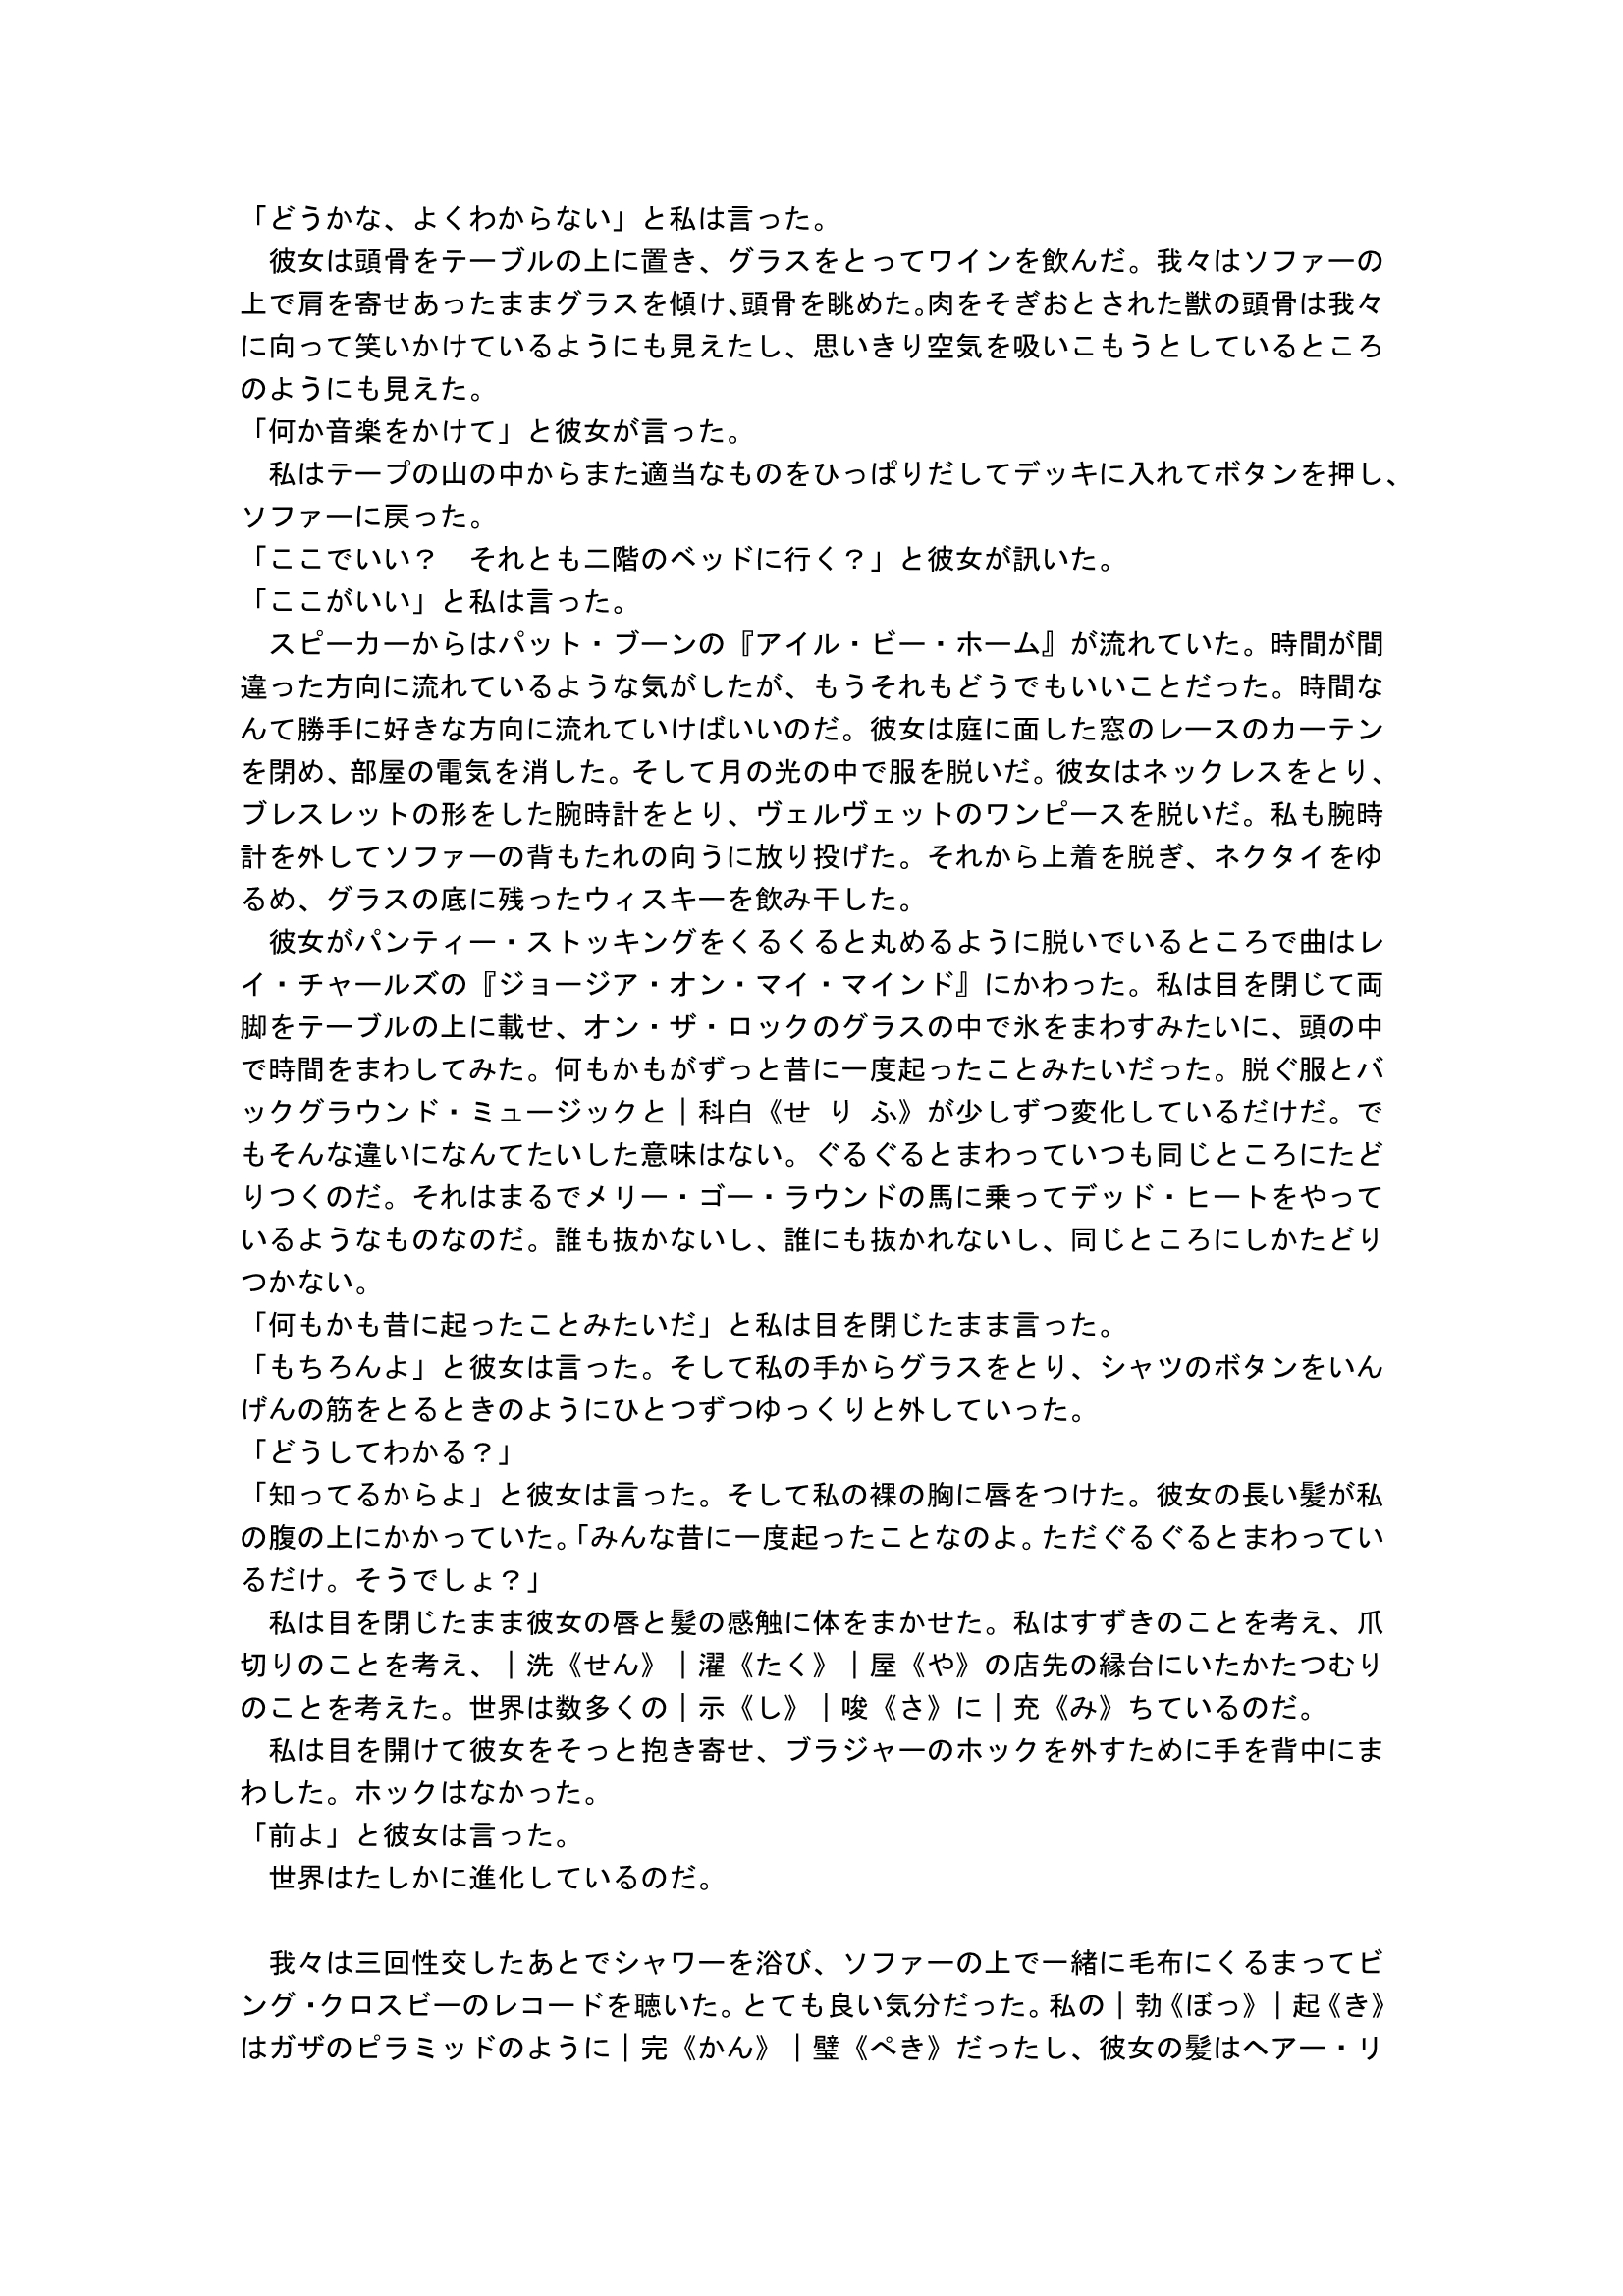 「どうかな、よくわからない」と私は言った。
　彼女は頭骨をテーブルの上に置き、グラスをとってワインを飲んだ。我々はソファーの
上で肩を寄せあったままグラスを傾け、頭骨を眺めた。肉をそぎおとされた獣の頭骨は我々
に向って笑いかけているようにも見えたし、思いきり空気を吸いこもうとしているところ
のようにも見えた。
「何か音楽をかけて」と彼女が言った。
　私はテープの山の中からまた適当なものをひっぱりだしてデッキに入れてボタンを押し、
ソファーに戻った。
「ここでいい？　それとも二階のベッドに行く？」と彼女が訊いた。
「ここがいい」と私は言った。
　スピーカーからはパット・ブーンの『アイル・ビー・ホーム』が流れていた。時間が間
違った方向に流れているような気がしたが、もうそれもどうでもいいことだった。時間な
んて勝手に好きな方向に流れていけばいいのだ。彼女は庭に面した窓のレースのカーテン
を閉め、部屋の電気を消した。そして月の光の中で服を脱いだ。彼女はネックレスをとり、
ブレスレットの形をした腕時計をとり、ヴェルヴェットのワンピースを脱いだ。私も腕時
計を外してソファーの背もたれの向うに放り投げた。それから上着を脱ぎ、ネクタイをゆ
るめ、グラスの底に残ったウィスキーを飲み干した。
　彼女がパンティー・ストッキングをくるくると丸めるように脱いでいるところで曲はレ
イ・チャールズの『ジョージア・オン・マイ・マインド』にかわった。私は目を閉じて両
脚をテーブルの上に載せ、オン・ザ・ロックのグラスの中で氷をまわすみたいに、頭の中
で時間をまわしてみた。何もかもがずっと昔に一度起ったことみたいだった。脱ぐ服とバ
ックグラウンド・ミュージックと｜科白《せ り ふ》が少しずつ変化しているだけだ。で
もそんな違いになんてたいした意味はない。ぐるぐるとまわっていつも同じところにたど
りつくのだ。それはまるでメリー・ゴー・ラウンドの馬に乗ってデッド・ヒートをやって
いるようなものなのだ。誰も抜かないし、誰にも抜かれないし、同じところにしかたどり
つかない。
「何もかも昔に起ったことみたいだ」と私は目を閉じたまま言った。
「もちろんよ」と彼女は言った。そして私の手からグラスをとり、シャツのボタンをいん
げんの筋をとるときのようにひとつずつゆっくりと外していった。
「どうしてわかる？」
「知ってるからよ」と彼女は言った。そして私の裸の胸に唇をつけた。彼女の長い髪が私
の腹の上にかかっていた。「みんな昔に一度起ったことなのよ。ただぐるぐるとまわってい
るだけ。そうでしょ？」
　私は目を閉じたまま彼女の唇と髪の感触に体をまかせた。私はすずきのことを考え、爪
切りのことを考え、｜洗《せん》｜濯《たく》｜屋《や》の店先の縁台にいたかたつむり
のことを考えた。世界は数多くの｜示《し》｜唆《さ》に｜充《み》ちているのだ。
　私は目を開けて彼女をそっと抱き寄せ、ブラジャーのホックを外すために手を背中にま
わした。ホックはなかった。
「前よ」と彼女は言った。
　世界はたしかに進化しているのだ。

　我々は三回性交したあとでシャワーを浴び、ソファーの上で一緒に毛布にくるまってビ
ング・クロスビーのレコードを聴いた。とても良い気分だった。私の｜勃《ぼっ》｜起《き》
はガザのピラミッドのように｜完《かん》｜璧《ぺき》だったし、彼女の髪はヘアー・リ